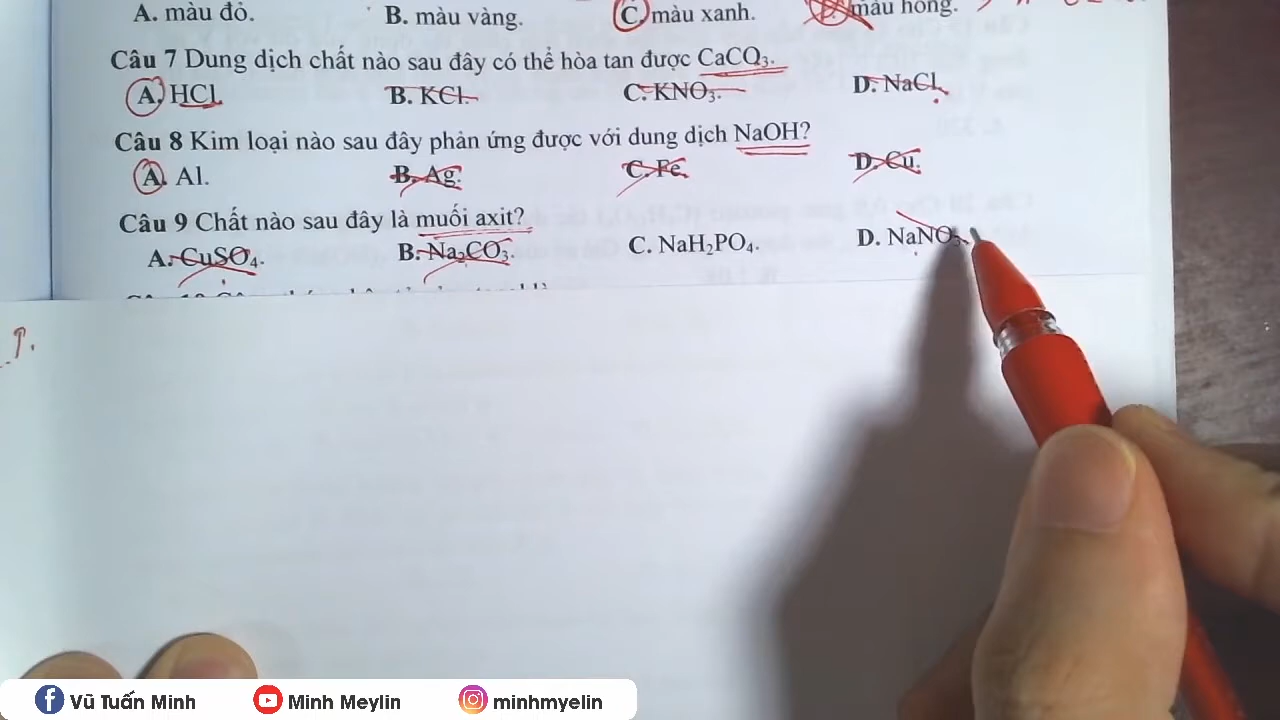 A. màu đỏ. B. màu vàng. C. màu xanh. D. màu hồng.
Câu 7 Dung dịch chất nào sau đây có thể hòa tan được CaCO₃.
A. HCl. B. KCl. C. KNO₃. D. NaCl.
Câu 8 Kim loại nào sau đây phản ứng được với dung dịch NaOH?
A. Al. B. Ag. C. Fe. D. Cu.
Câu 9 Chất nào sau đây là muối axit?
A. CuSO₄. B. Na₂CO₃. C. NaH₂PO₄. D. NaNO₃.
Vũ Tuấn Minh Minh Meylin minhmyelin